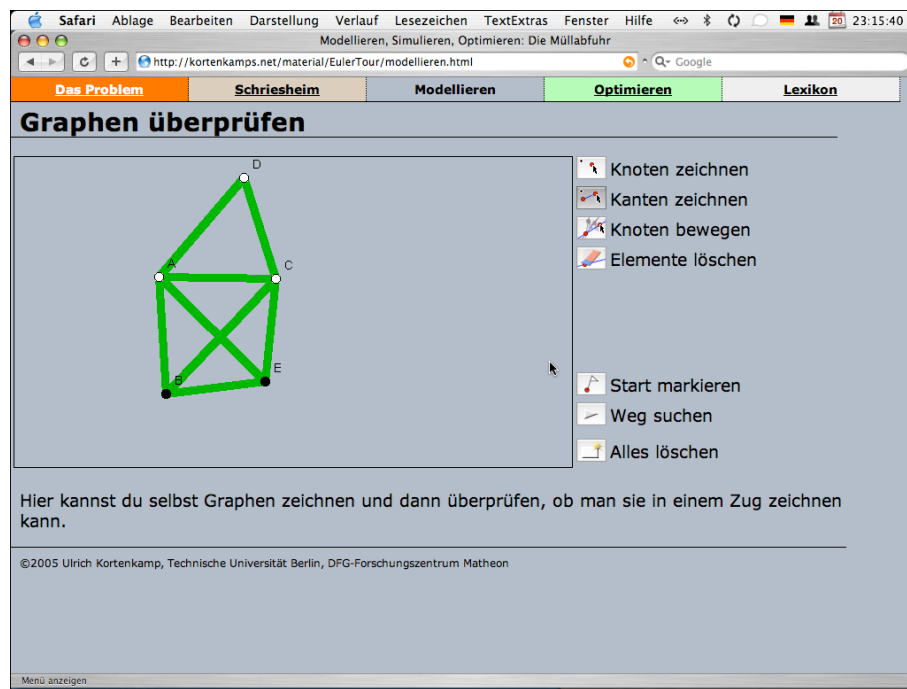 Safari Ablage Bearbeiten Darstellung Verlauf Lesezeichen TextExtras Fenster Hilfe 20 23:15:40
Modellieren, Simulieren, Optimieren: Die Müllabfuhr
http://kortenkamps.net/material/EulerTour/modellieren.html Google
Das Problem Schriesheim Modellieren Optimieren Lexikon
Graphen überprüfen
D
A
C
B
E
Knoten zeichnen
Kanten zeichnen
Knoten bewegen
Elemente löschen
Start markieren
Weg suchen
Alles löschen
Hier kannst du selbst Graphen zeichnen und dann überprüfen, ob man sie in einem Zug zeichnen
kann.
©2005 Ulrich Kortenkamp, Technische Universität Berlin, DFG-Forschungszentrum Matheon
Menü anzeigen